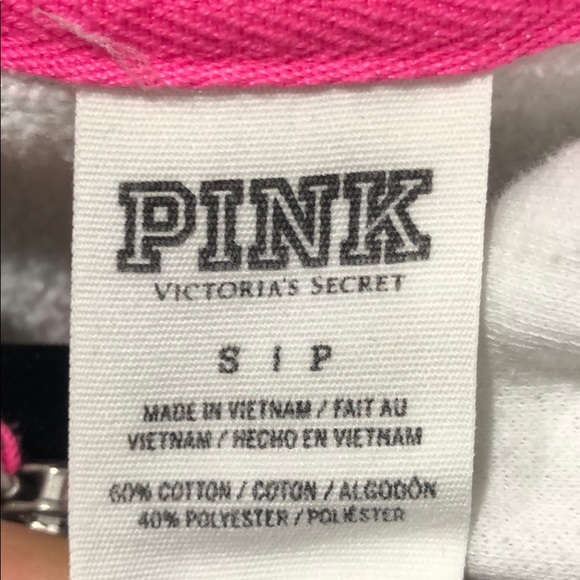 PINK
VICTORIA'S SECRET
S | P
MADE IN VIETNAM / FAIT AU
VIETNAM / HECHO EN VIETNAM
60% COTTON / COTON / ALGODÓN
40% POLYESTER / POLIÉSTER